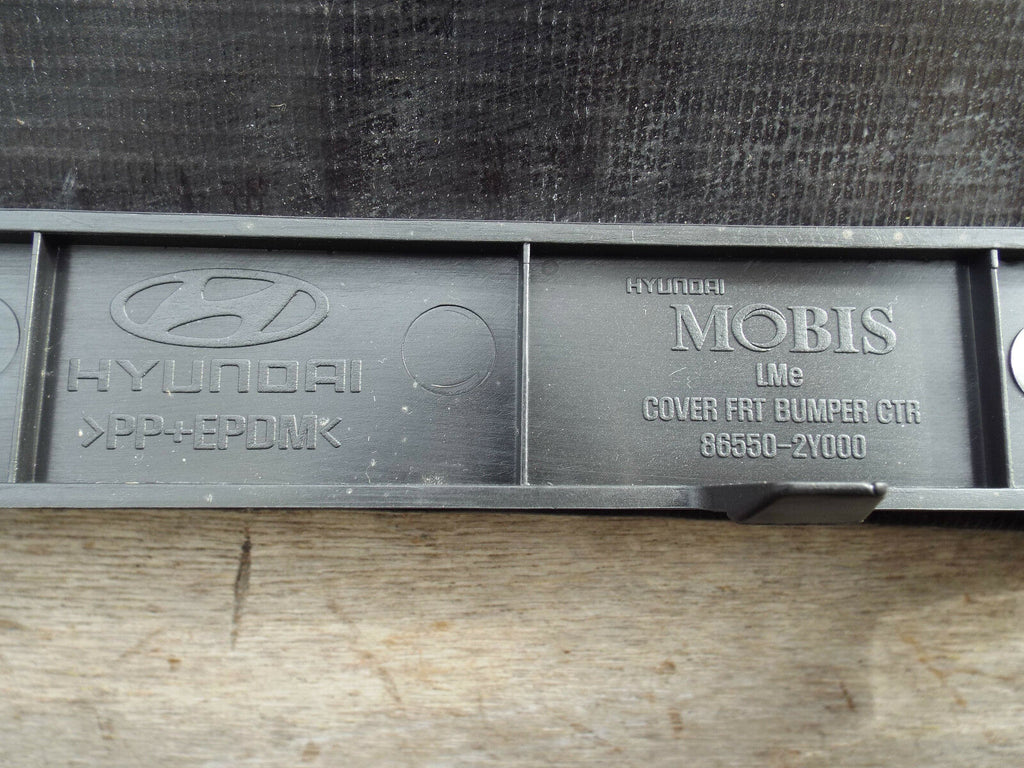 HYUNDAI
>PP+EPDM<
HYUNDAI
MOBIS
LMe
COVER FRT BUMPER CTR
86550-2Y000